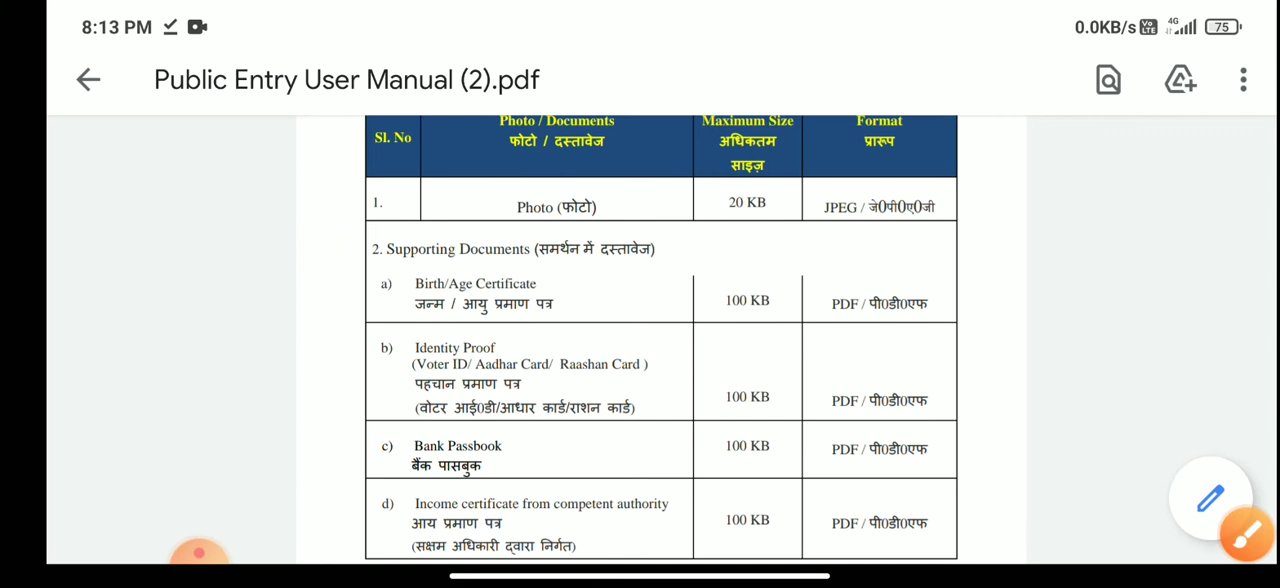 8:13 PM
0.0KB/s Vo LTE 4G 75
Public Entry User Manual (2).pdf
Sl. No
Photo / Documents
फोटो / दस्तावेज
Maximum Size
अधिकतम
साइज़
Format
प्रारूप
1.
Photo (फोटो)
20 KB
JPEG / जे0पी0ए0जी
2. Supporting Documents (समर्थन में दस्तावेज)
a) Birth/Age Certificate
जन्म / आयु प्रमाण पत्र
100 KB
PDF / पी0डी0एफ
b) Identity Proof
(Voter ID/ Aadhar Card/ Raashan Card )
पहचान प्रमाण पत्र
(वोटर आई0डी/आधार कार्ड/राशन कार्ड)
100 KB
PDF / पी0डी0एफ
c) Bank Passbook
बैंक पासबुक
100 KB
PDF / पी0डी0एफ
d) Income certificate from competent authority
आय प्रमाण पत्र
(सक्षम अधिकारी द्वारा निर्गत)
100 KB
PDF / पी0डी0एफ